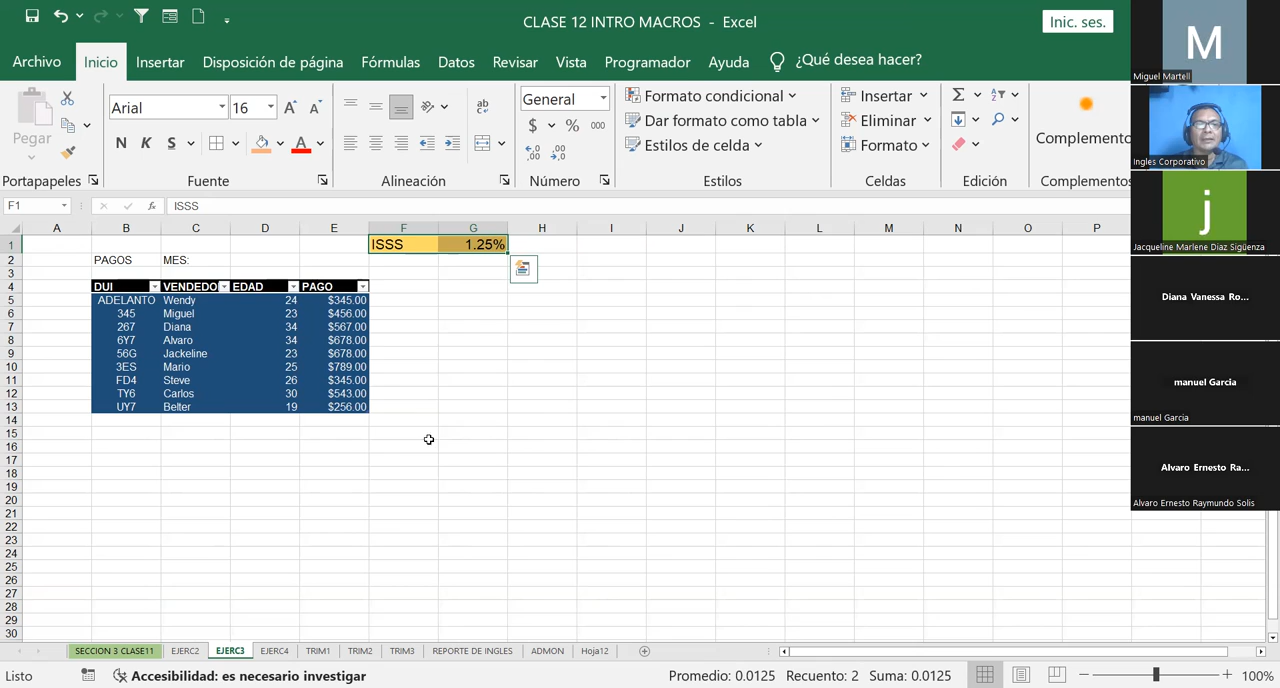 CLASE 12 INTRO MACROS - Excel
Inic. ses.
Archivo Inicio Insertar Disposición de página Fórmulas Datos Revisar Vista Programador Ayuda ¿Qué desea hacer?
Pegar
Arial 16
N K S
General
$ % 000
Formato condicional
Dar formato como tabla
Estilos de celda
Insertar
Eliminar
Formato
Complemento
Portapapeles Fuente Alineación Número Estilos Celdas Edición Complementos
F1 ISSS
A B C D E F G H I J K L M N O P
1 ISSS 1.25%
2 PAGOS MES:
3
4 DUI VENDEDO EDAD PAGO
5 ADELANTO Wendy 24 $345.00
6 345 Miguel 23 $456.00
7 267 Diana 34 $567.00
8 6Y7 Alvaro 34 $678.00
9 56G Jackeline 23 $678.00
10 3ES Mario 25 $789.00
11 FD4 Steve 26 $345.00
12 TY6 Carlos 30 $543.00
13 UY7 Belter 19 $256.00
14
15
16
17
18
19
20
21
22
23
24
25
26
27
28
29
30
SECCION 3 CLASE11 EJERC2 EJERC3 EJERC4 TRIM1 TRIM2 TRIM3 REPORTE DE INGLES ADMON Hoja12
Listo Accesibilidad: es necesario investigar Promedio: 0.0125 Recuento: 2 Suma: 0.0125 100%
M
Miguel Martell
Ingles Corporativo
j
Jacqueline Marlene Diaz Sigüenza
Diana Vanessa Ro...
manuel Garcia
manuel Garcia
Alvaro Ernesto Ra...
Alvaro Ernesto Raymundo Solis